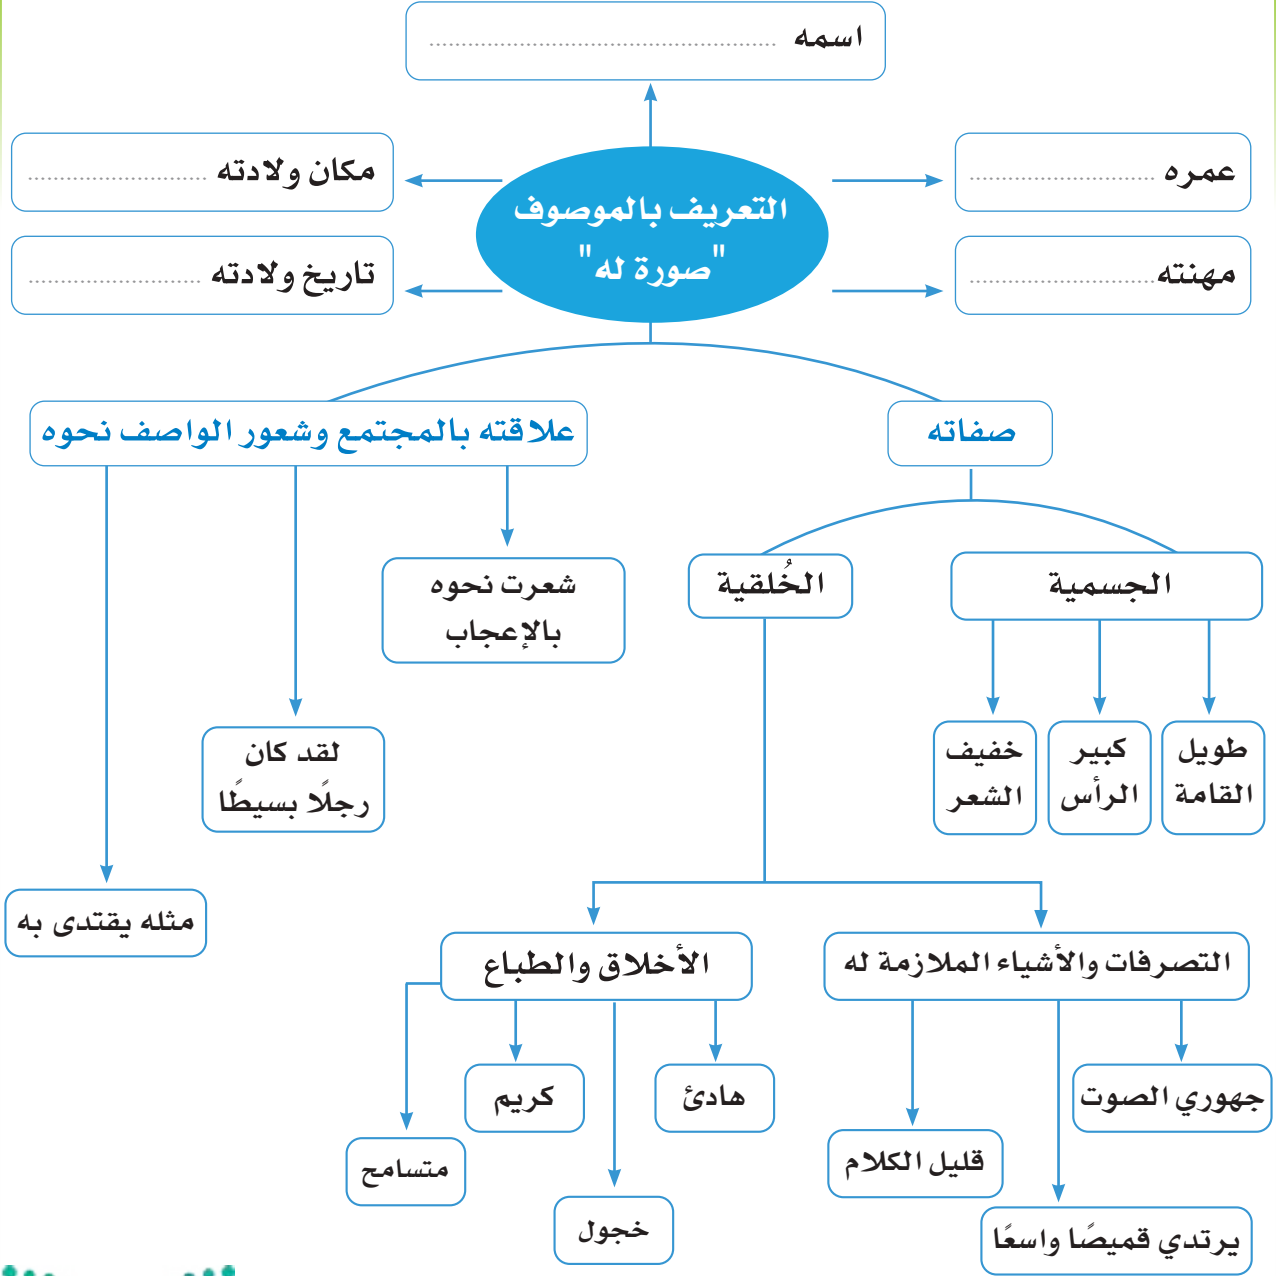 اسمه ......................................................
عمره .............................
مكان ولادته ............................
التعريف بالموصوف
"صورة له"
مهنته .............................
تاريخ ولادته ...........................
صفاته
علاقته بالمجتمع وشعور الواصف نحوه
الجسمية
الخُلقية
شعرت نحوه
بالإعجاب
طويل
القامة
كبير
الرأس
خفيف
الشعر
لقد كان
رجلًا بسيطًا
مثله يقتدى به
التصرفات والأشياء الملازمة له
الأخلاق والطباع
جهوري الصوت
يرتدي قميصًا واسعًا
قليل الكلام
هادئ
خجول
كريم
متسامح